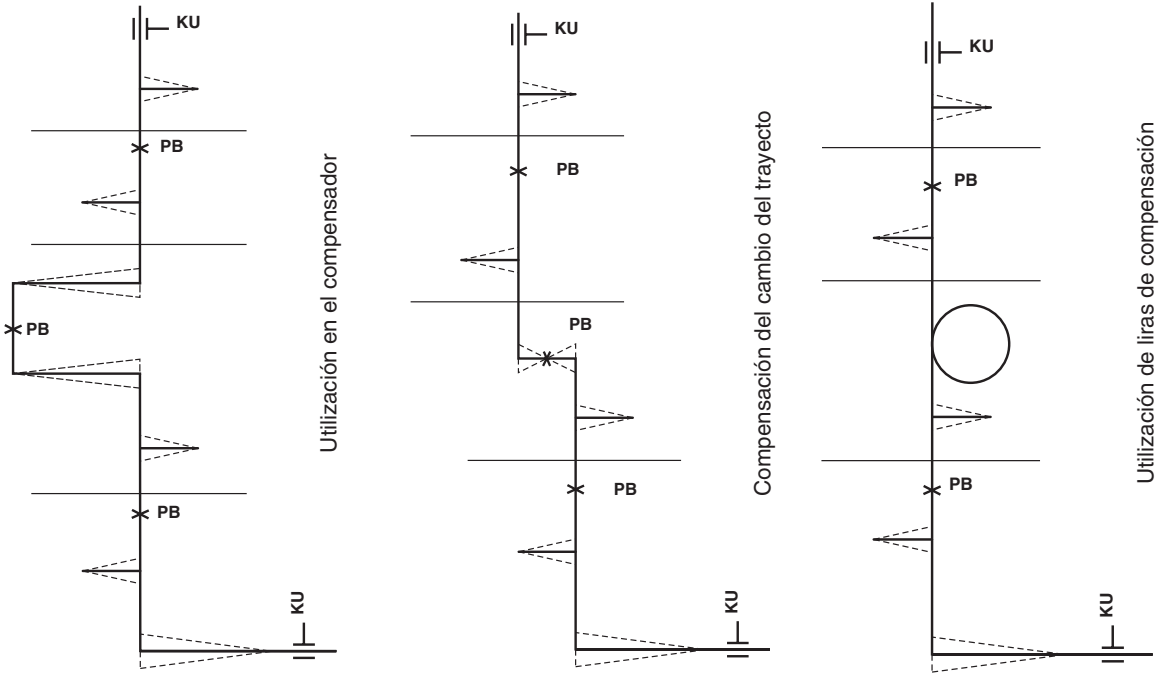 KU
PB
PB
PB
KU
Utilización en el compensador
KU
PB
PB
PB
KU
Compensación del cambio del trayecto
KU
PB
PB
KU
Utilización de liras de compensación